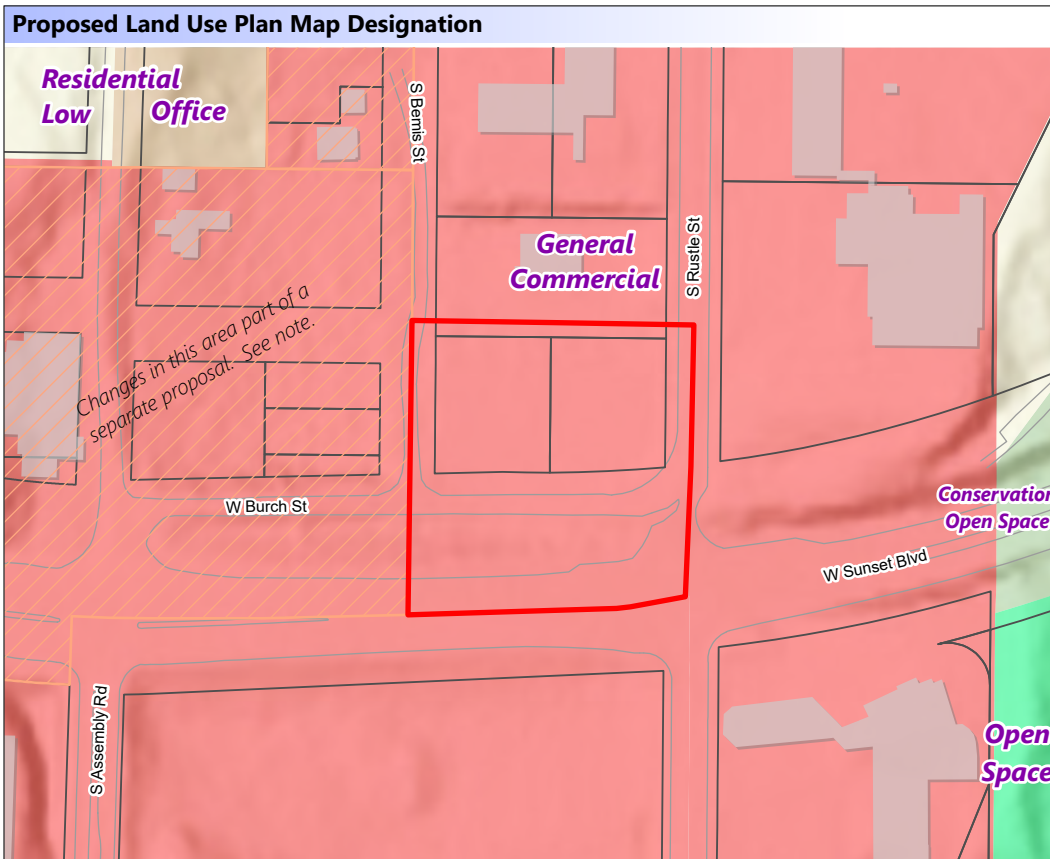 Proposed Land Use Plan Map Designation
Residential
Low
Office
S Bemis St
General
Commercial
S Rustle St
Changes in this area part of a
separate proposal. See note.
W Burch St
Conservation
Open Space
W Sunset Blvd
S Assembly Rd
Open
Space